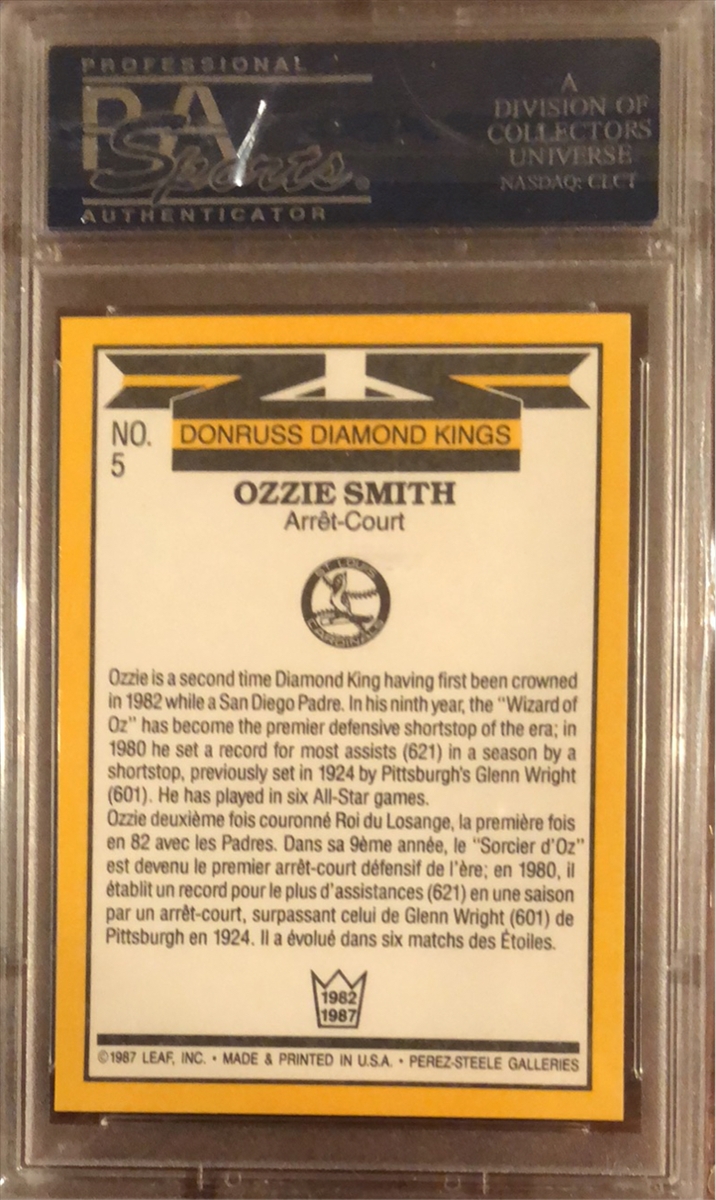 PROFESSIONAL
PSA
Sports
AUTHENTICATOR
A
DIVISION OF
COLLECTORS
UNIVERSE
NASDAQ: CLCT
NO.
5
DONRUSS DIAMOND KINGS
OZZIE SMITH
Arrêt-Court
ST. LOUIS
CARDINALS
Ozzie is a second time Diamond King having first been crowned
in 1982 while a San Diego Padre. In his ninth year, the "Wizard of
Oz" has become the premier defensive shortstop of the era; in
1980 he set a record for most assists (621) in a season by a
shortstop, previously set in 1924 by Pittsburgh's Glenn Wright
(601). He has played in six All-Star games.
Ozzie deuxième fois couronné Roi du Losange, la première fois
en 82 avec les Padres. Dans sa 9ème année, le "Sorcier d'Oz"
est devenu le premier arrêt-court défensif de l'ère; en 1980, il
établit un record pour le plus d'assistances (621) en une saison
par un arrêt-court, surpassant celui de Glenn Wright (601) de
Pittsburgh en 1924. Il a évolué dans six matchs des Étoiles.
1982
1987
©1987 LEAF, INC. • MADE & PRINTED IN U.S.A. • PEREZ-STEELE GALLERIES